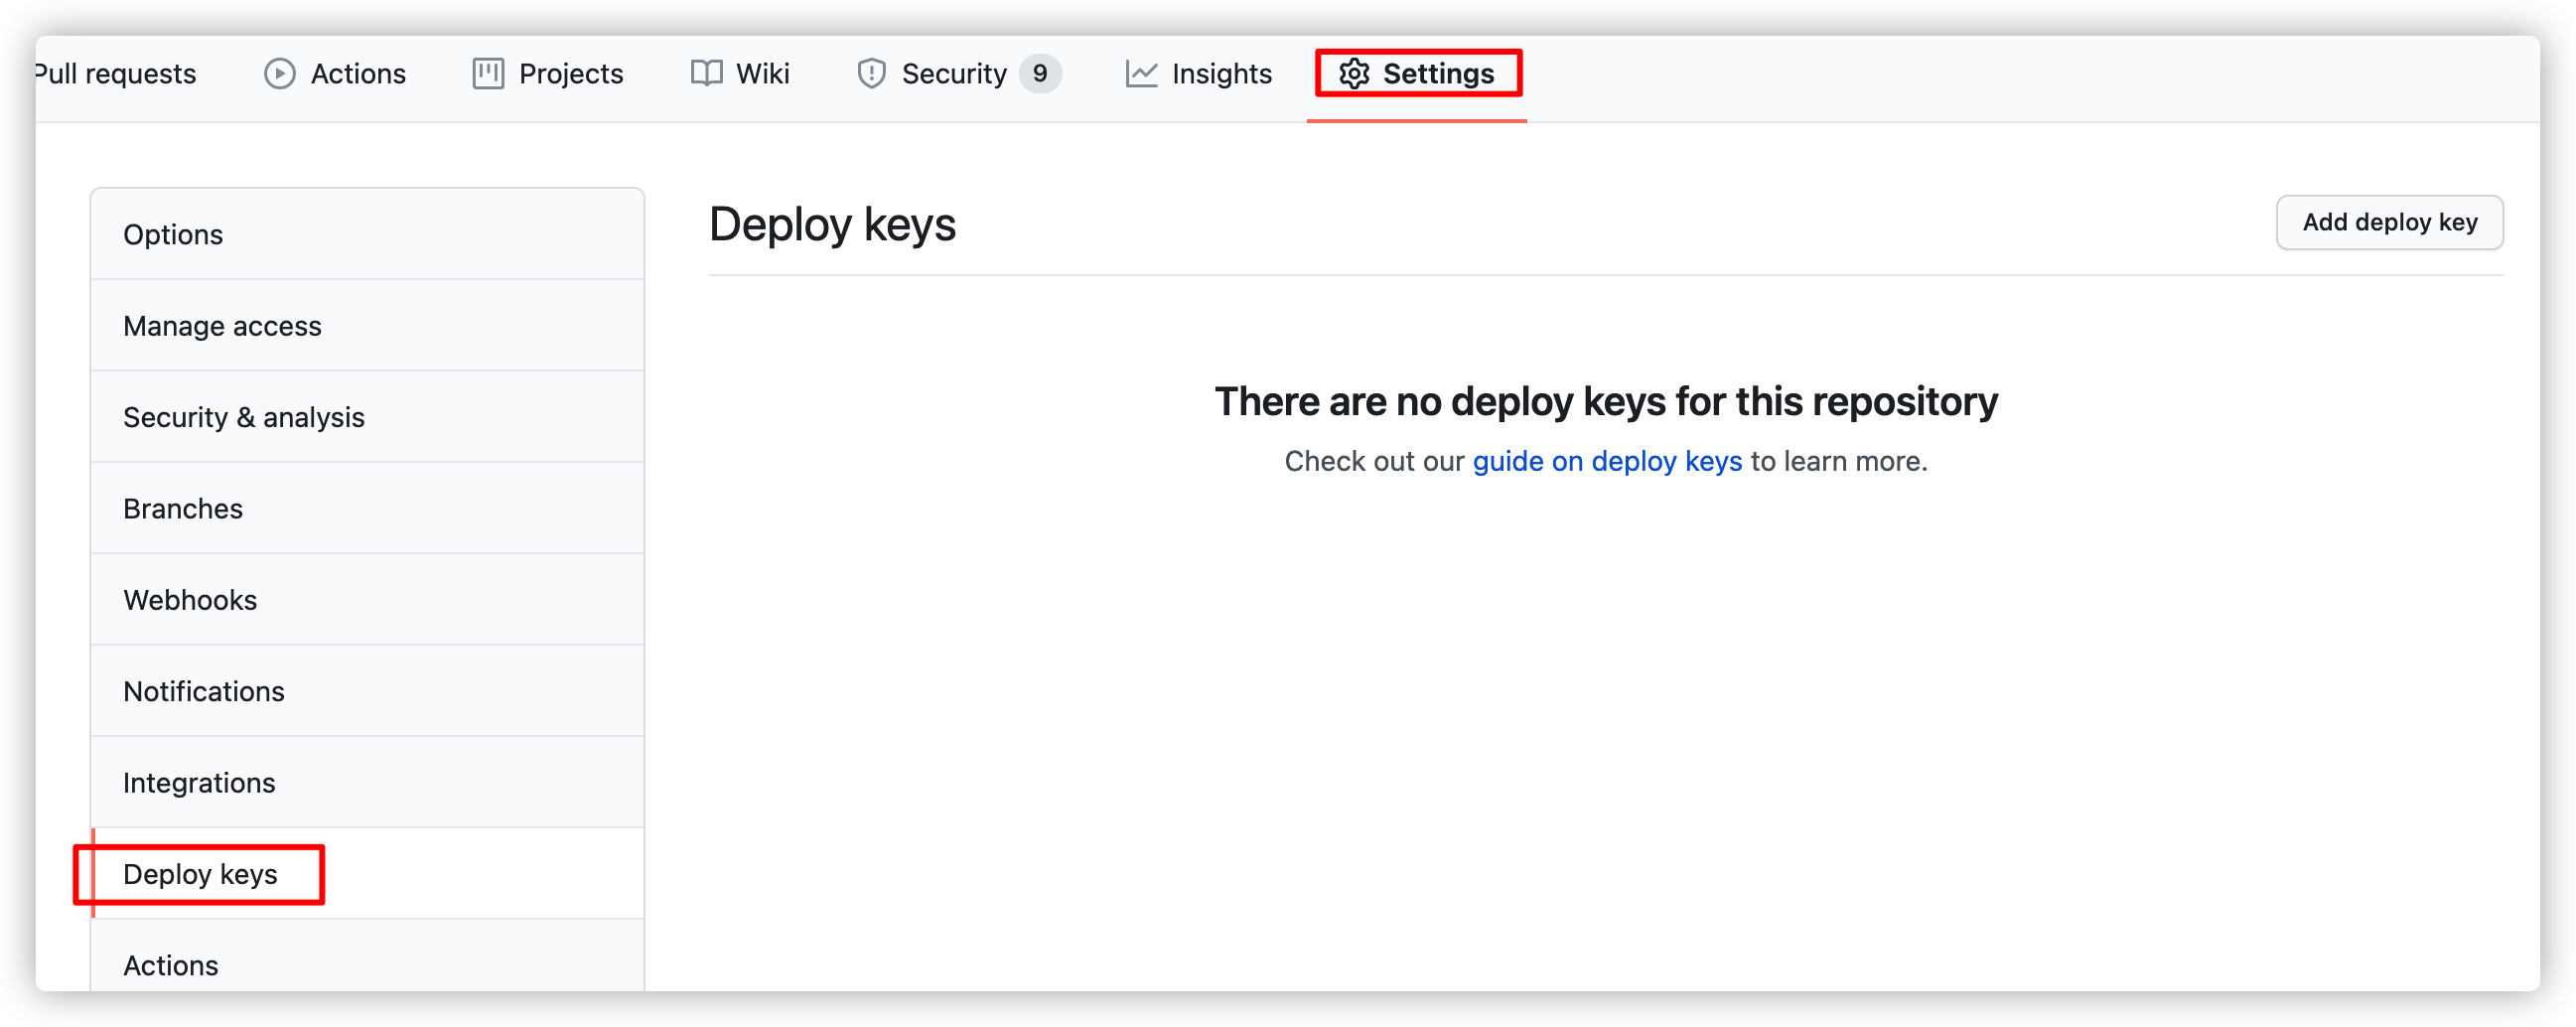 Pull requests Actions Projects Wiki Security 9 Insights Settings
Options
Manage access
Security & analysis
Branches
Webhooks
Notifications
Integrations
Deploy keys
Actions
Deploy keys
Add deploy key
There are no deploy keys for this repository
Check out our guide on deploy keys to learn more.